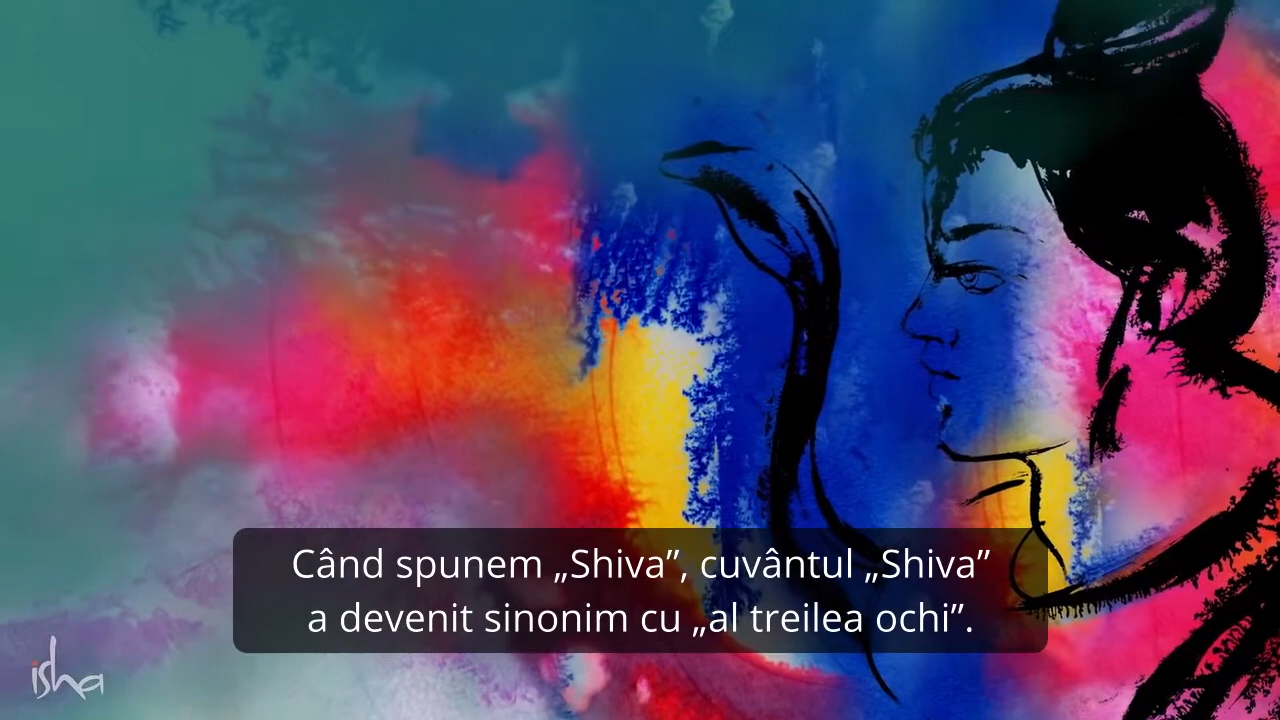 Când spunem „Shiva”, cuvântul „Shiva”
a devenit sinonim cu „al treilea ochi”.
isha